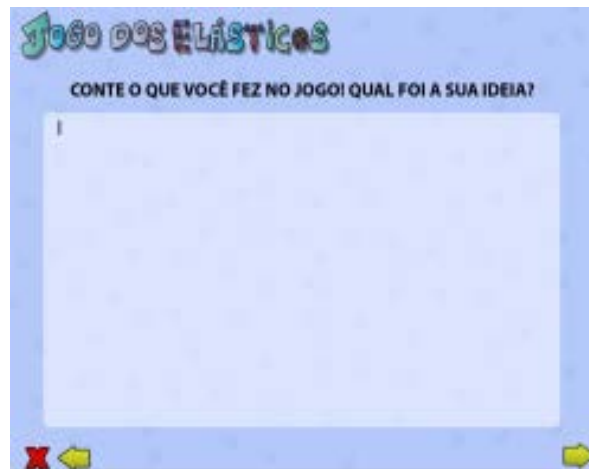 JOGO DOS ELÁSTICOS
CONTE O QUE VOCÊ FEZ NO JOGO! QUAL FOI A SUA IDEIA?